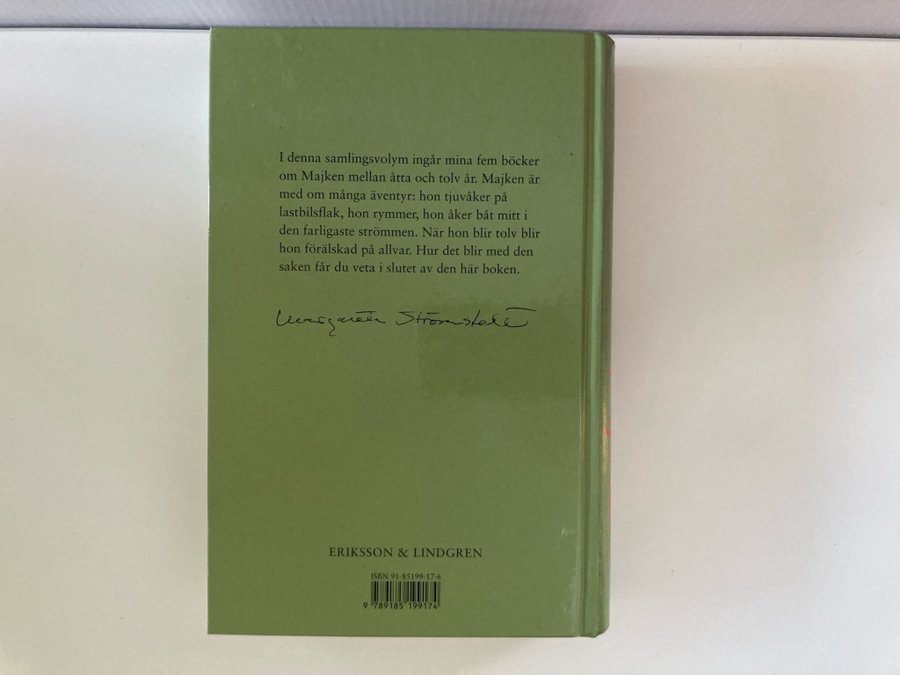 I denna samlingsvolym ingår mina fem böcker
om Majken mellan åtta och tolv år. Majken är
med om många äventyr: hon tjuvåker på
lastbilsflak, hon rymmer, hon åker båt mitt i
den farligaste strömmen. När hon blir tolv blir
hon förälskad på allvar. Hur det blir med den
saken får du veta i slutet av den här boken.
Margareta Strömstedt
ERIKSSON & LINDGREN
ISBN 91-85199-17-6
9 789185 199174